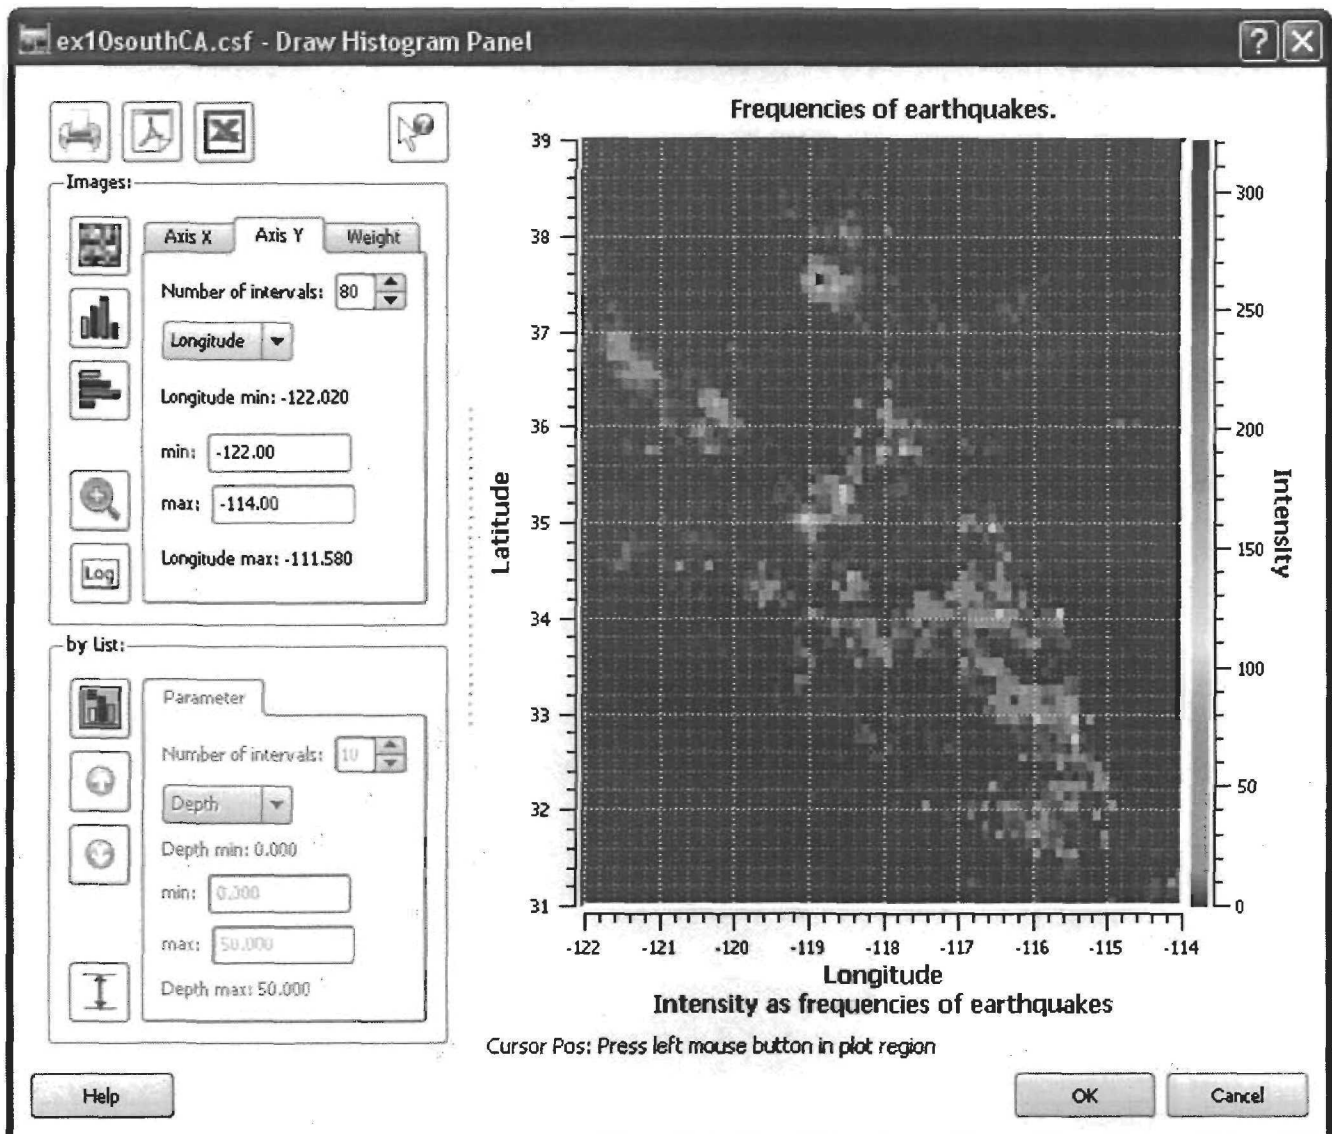 ex10southCA.csf - Draw Histogram Panel
Images:
Axis X Axis Y Weight
Number of intervals: 80
Longitude
Longitude min: -122.020
min: -122.00
max: -114.00
Longitude max: -111.580
Log
by List:
Parameter
Number of intervals: 10
Depth
Depth min: 0.000
min: 0.000
max: 50.000
Depth max: 50.000
Help
Frequencies of earthquakes.
39
38
37
36
35
34
33
32
31
Latitude
-122 -121 -120 -119 -118 -117 -116 -115 -114
Longitude
Intensity as frequencies of earthquakes
300
250
200
150
100
50
0
Intensity
Cursor Pos: Press left mouse button in plot region
OK Cancel